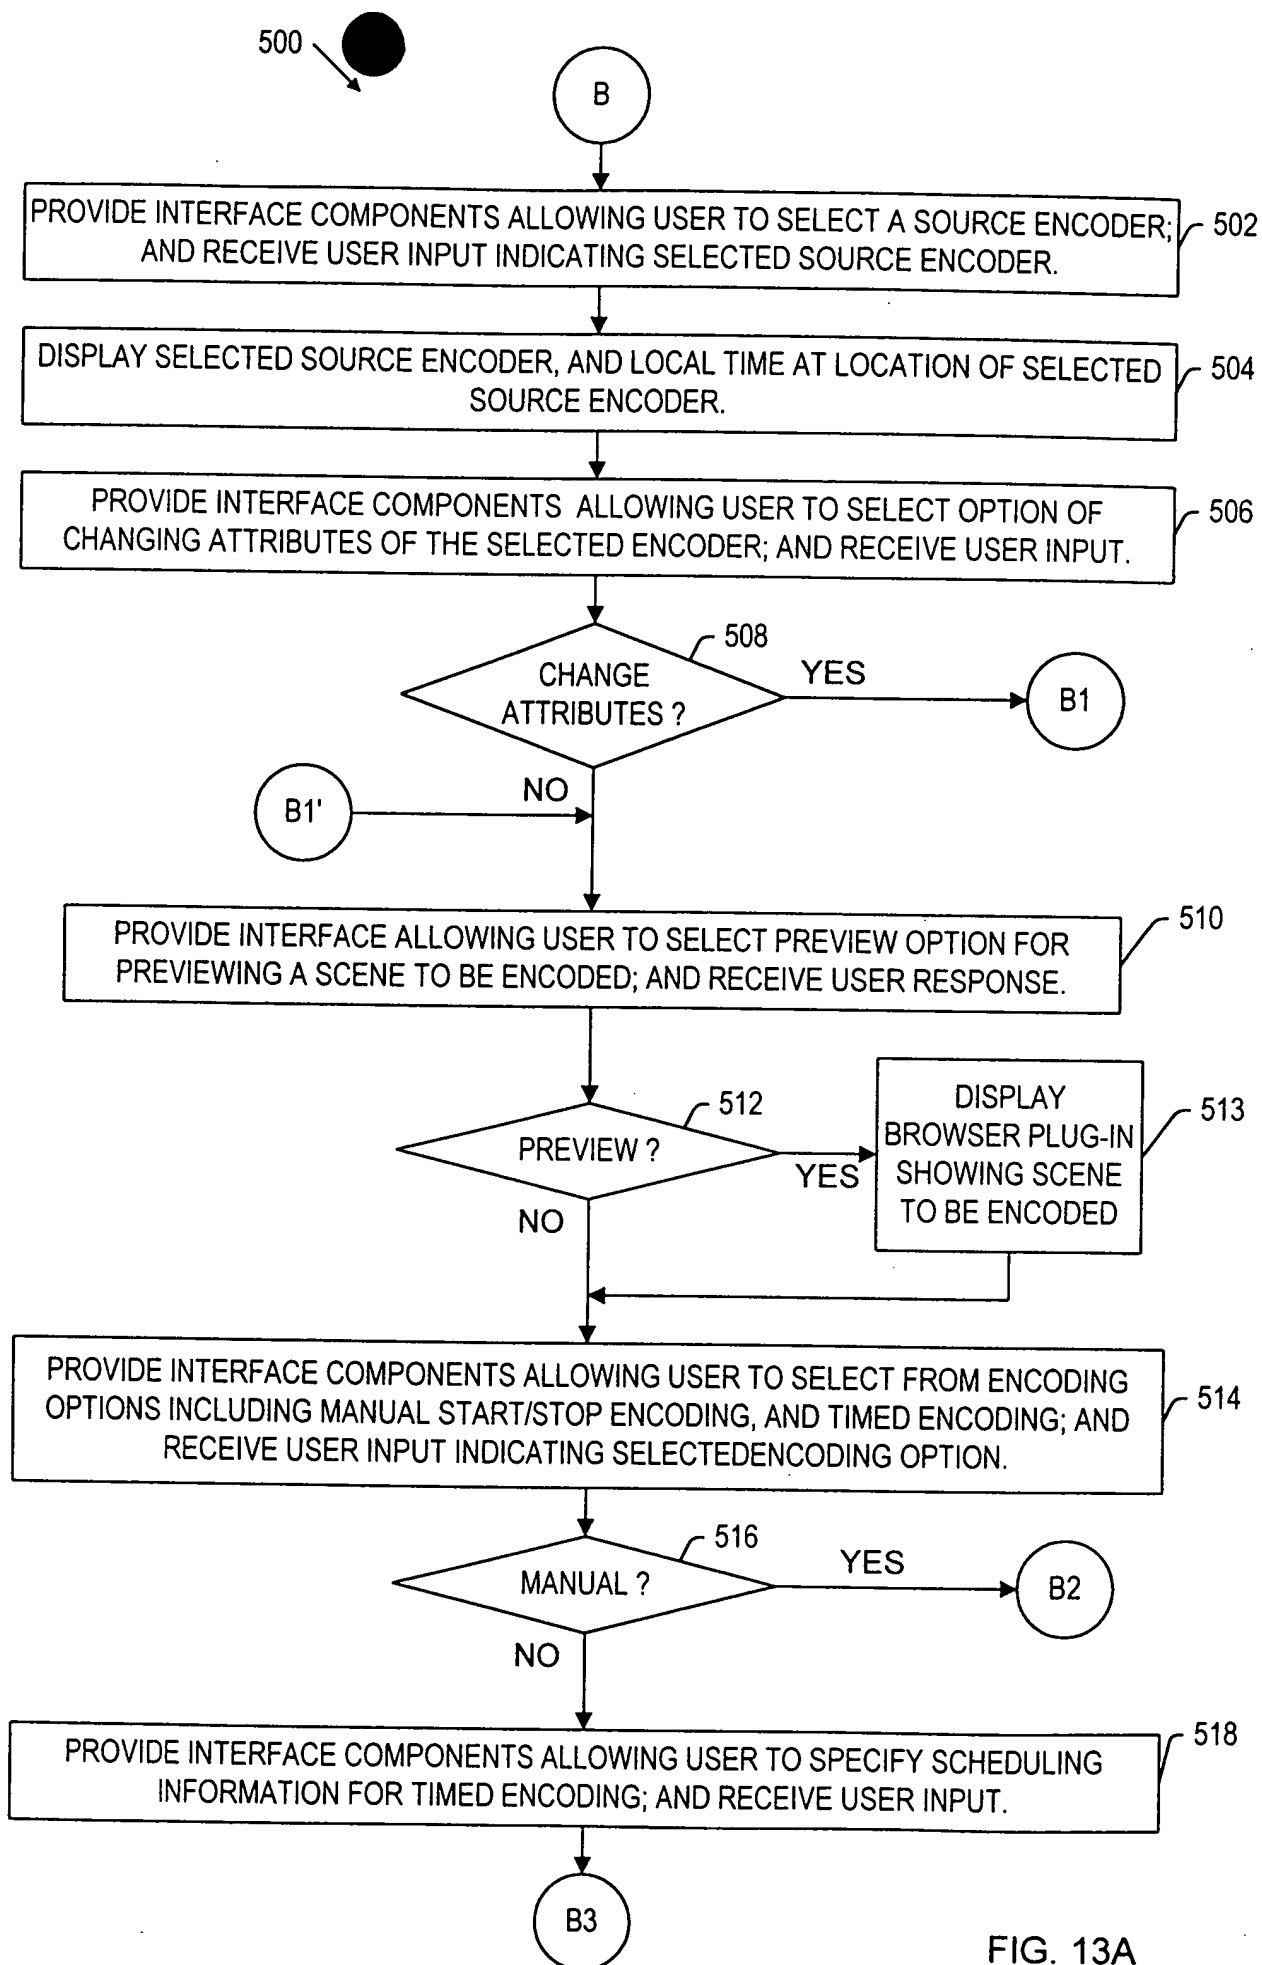 500
B
PROVIDE INTERFACE COMPONENTS ALLOWING USER TO SELECT A SOURCE ENCODER;
AND RECEIVE USER INPUT INDICATING SELECTED SOURCE ENCODER.
502
DISPLAY SELECTED SOURCE ENCODER, AND LOCAL TIME AT LOCATION OF SELECTED
SOURCE ENCODER.
504
PROVIDE INTERFACE COMPONENTS ALLOWING USER TO SELECT OPTION OF
CHANGING ATTRIBUTES OF THE SELECTED ENCODER; AND RECEIVE USER INPUT.
506
508
CHANGE
ATTRIBUTES ?
YES
B1
NO
B1'
PROVIDE INTERFACE ALLOWING USER TO SELECT PREVIEW OPTION FOR
PREVIEWING A SCENE TO BE ENCODED; AND RECEIVE USER RESPONSE.
510
512
PREVIEW ?
YES
NO
DISPLAY
BROWSER PLUG-IN
SHOWING SCENE
TO BE ENCODED
513
PROVIDE INTERFACE COMPONENTS ALLOWING USER TO SELECT FROM ENCODING
OPTIONS INCLUDING MANUAL START/STOP ENCODING, AND TIMED ENCODING; AND
RECEIVE USER INPUT INDICATING SELECTEDENCODING OPTION.
514
516
MANUAL ?
YES
B2
NO
PROVIDE INTERFACE COMPONENTS ALLOWING USER TO SPECIFY SCHEDULING
INFORMATION FOR TIMED ENCODING; AND RECEIVE USER INPUT.
518
B3
FIG. 13A